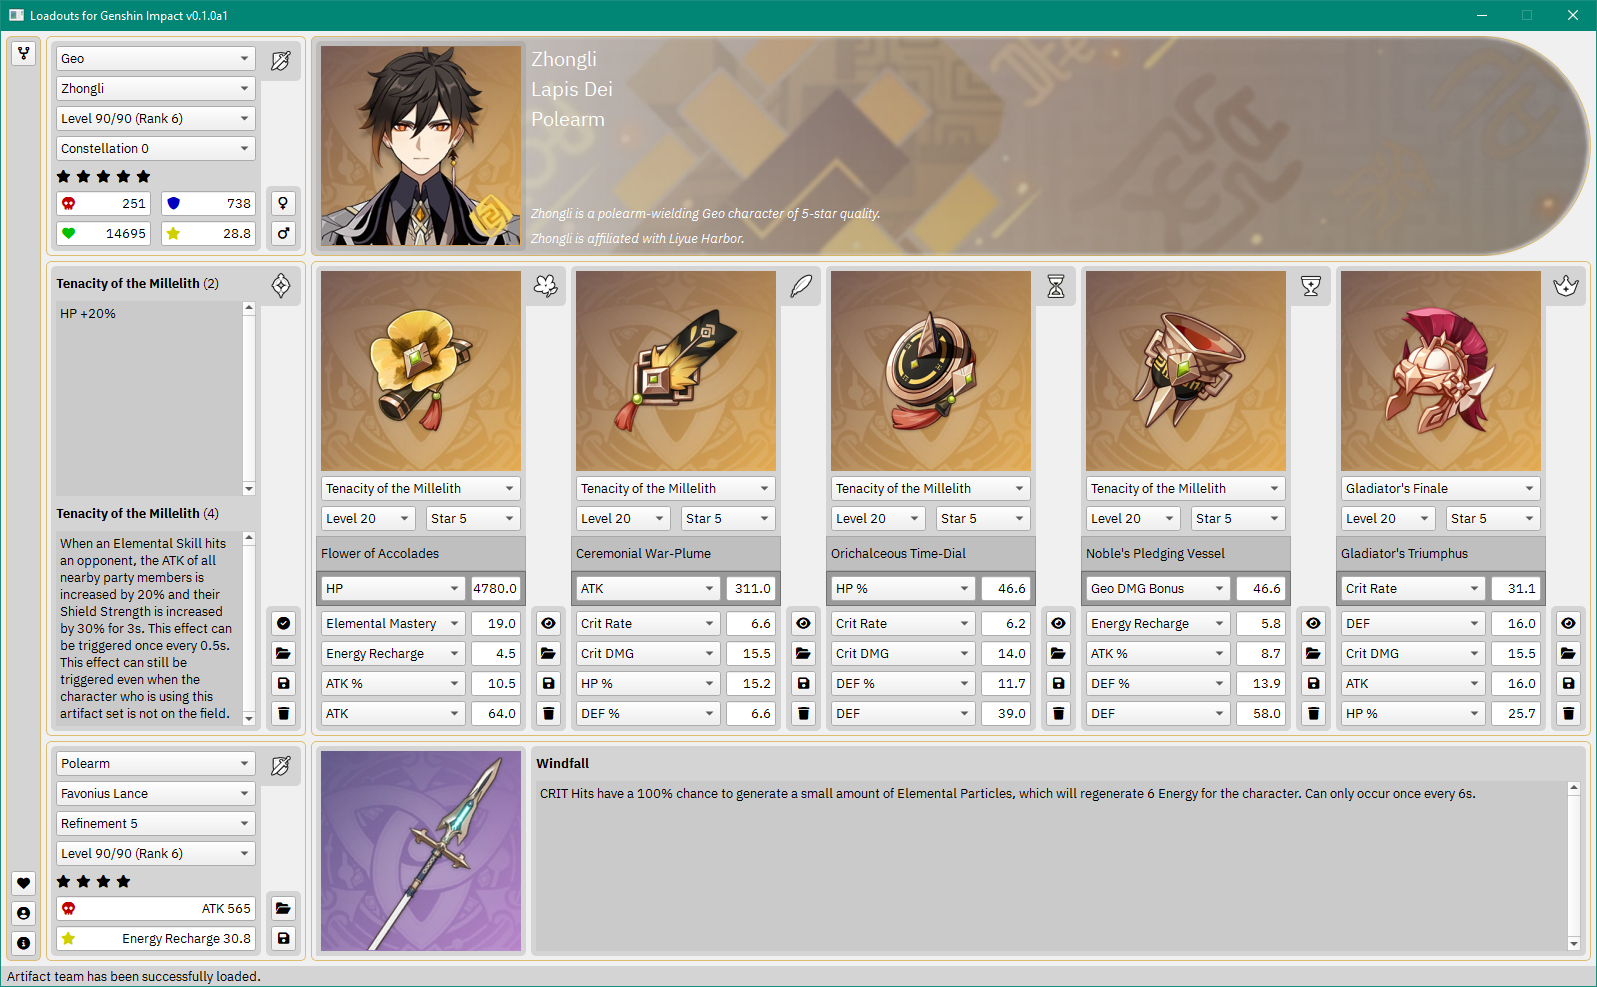 Loadouts for Genshin Impact v0.1.0a1
Geo
Zhongli
Level 90/90 (Rank 6)
Constellation 0
251
738
14695
28.8
Zhongli
Lapis Dei
Polearm
Zhongli is a polearm-wielding Geo character of 5-star quality.
Zhongli is affiliated with Liyue Harbor.
Tenacity of the Millelith (2)
HP +20%
Tenacity of the Millelith (4)
When an Elemental Skill hits
an opponent, the ATK of all
nearby party members is
increased by 20% and their
Shield Strength is increased
by 30% for 3s. This effect can
be triggered once every 0.5s.
This effect can still be
triggered even when the
character who is using this
artifact set is not on the field.
Tenacity of the Millelith
Level 20
Star 5
Flower of Accolades
HP
4780.0
Elemental Mastery
19.0
Energy Recharge
4.5
ATK %
10.5
ATK
64.0
Tenacity of the Millelith
Level 20
Star 5
Ceremonial War-Plume
ATK
311.0
Crit Rate
6.6
Crit DMG
15.5
HP %
15.2
DEF %
6.6
Tenacity of the Millelith
Level 20
Star 5
Orichalceous Time-Dial
HP %
46.6
Crit Rate
6.2
Crit DMG
14.0
DEF %
11.7
DEF
39.0
Tenacity of the Millelith
Level 20
Star 5
Noble's Pledging Vessel
Geo DMG Bonus
46.6
Energy Recharge
5.8
ATK %
8.7
DEF %
13.9
DEF
58.0
Gladiator's Finale
Level 20
Star 5
Gladiator's Triumphus
Crit Rate
31.1
DEF
16.0
Crit DMG
15.5
ATK
16.0
HP %
25.7
Polearm
Favonius Lance
Refinement 5
Level 90/90 (Rank 6)
ATK 565
Energy Recharge 30.8
Windfall
CRIT Hits have a 100% chance to generate a small amount of Elemental Particles, which will regenerate 6 Energy for the character. Can only occur once every 6s.
Artifact team has been successfully loaded.